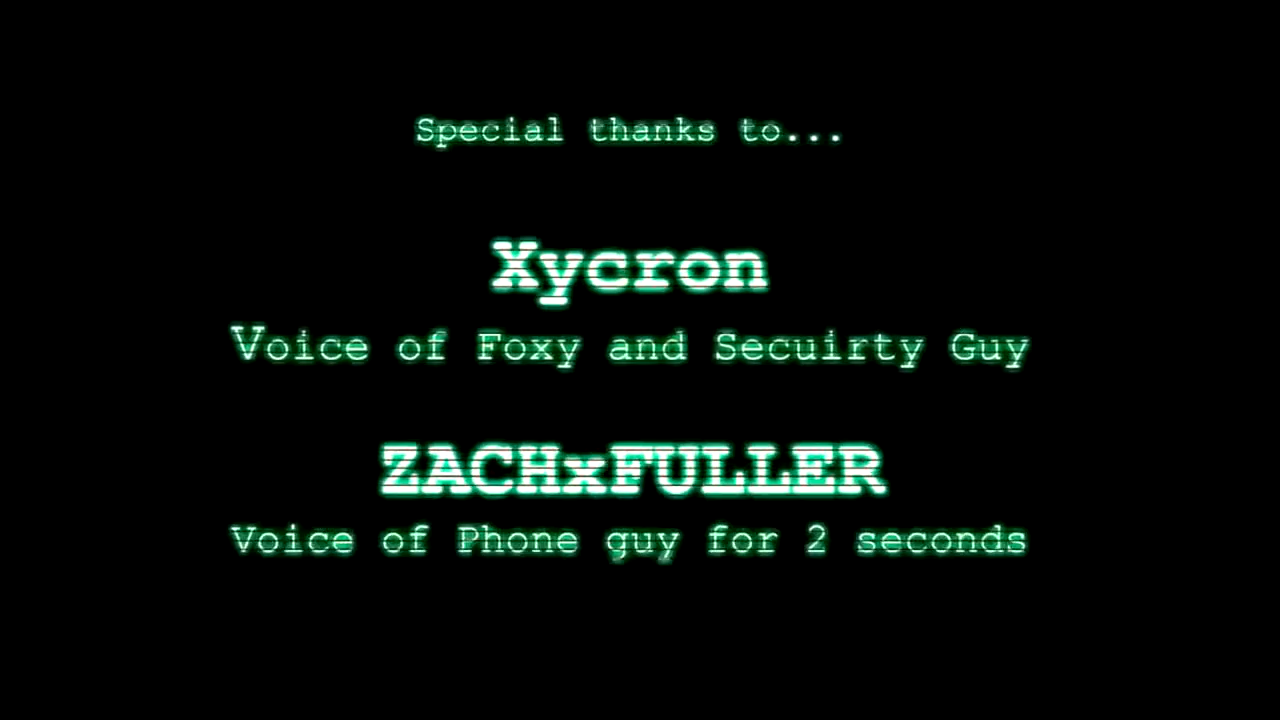 Special thanks to...
Xycron
Voice of Foxy and Secuirty Guy
ZACHxFULLER
Voice of Phone guy for 2 seconds